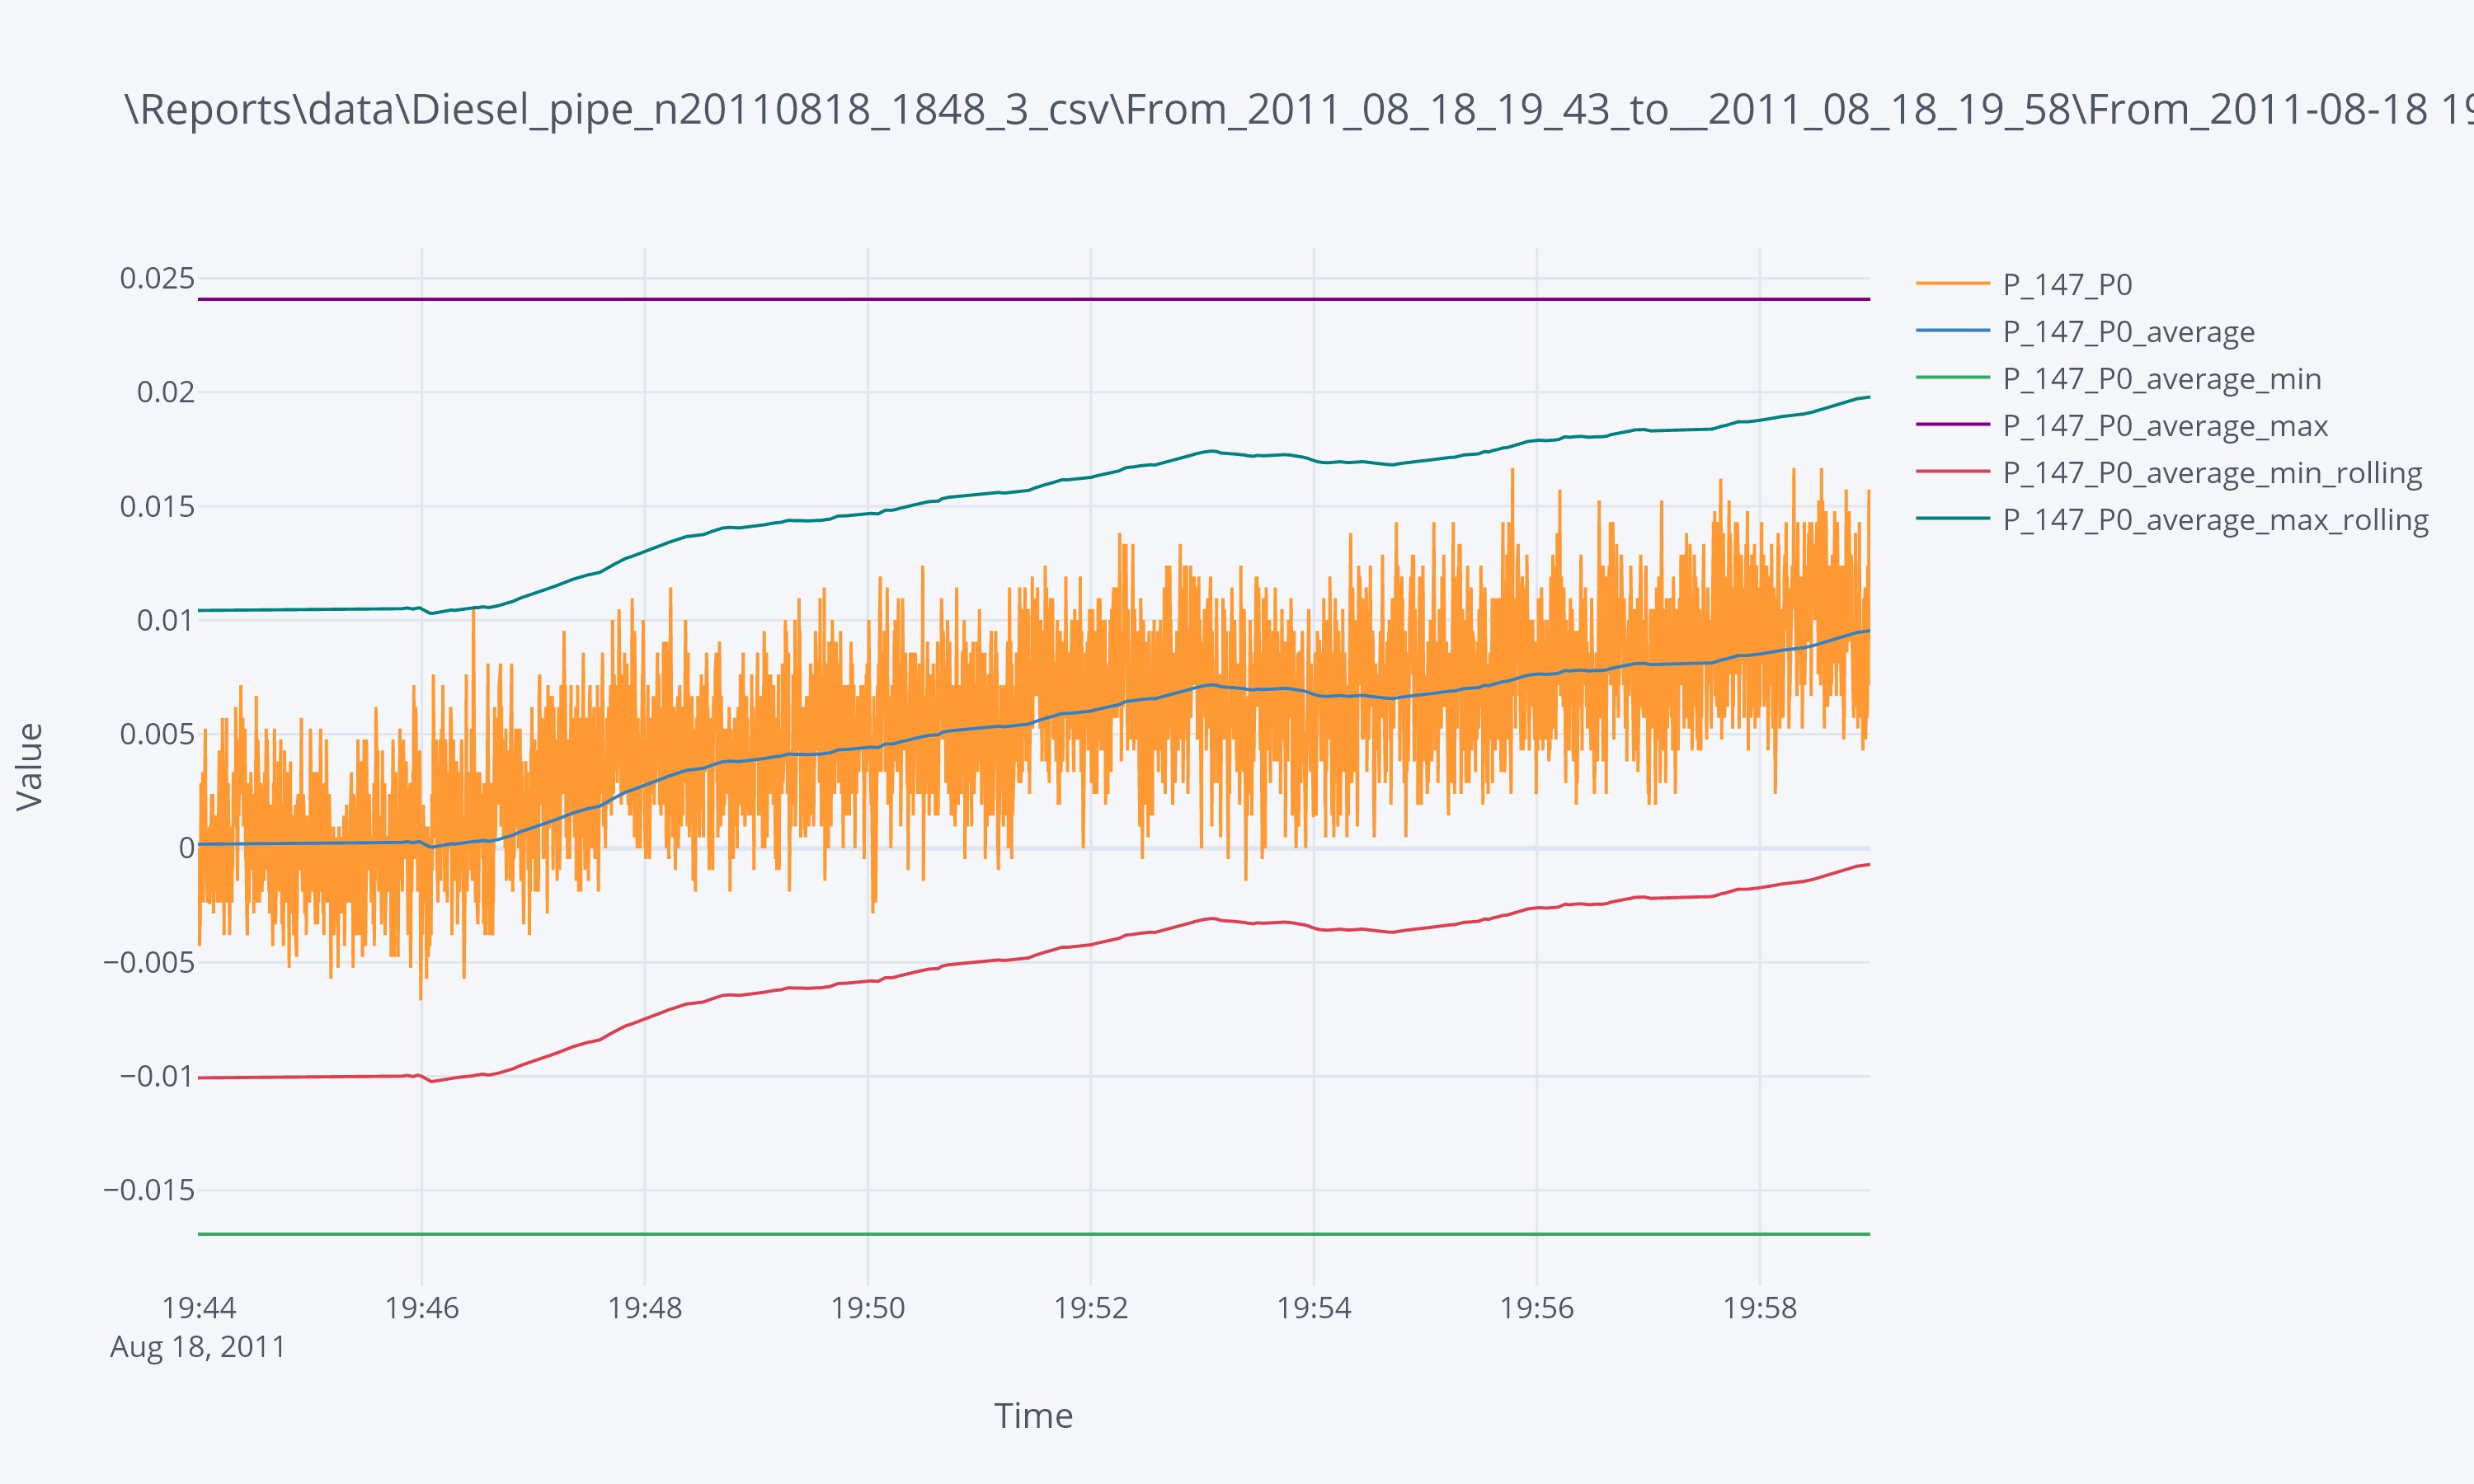 \Reports\data\Diesel_pipe_n20110818_1848_3_csv\From_2011_08_18_19_43_to__2011_08_18_19_58\From_2011-08-18 19
0.025
0.02
0.015
0.01
0.005
0
−0.005
−0.01
−0.015
Value
19:44 19:46 19:48 19:50 19:52 19:54 19:56 19:58
Aug 18, 2011
Time
P_147_P0
P_147_P0_average
P_147_P0_average_min
P_147_P0_average_max
P_147_P0_average_min_rolling
P_147_P0_average_max_rolling